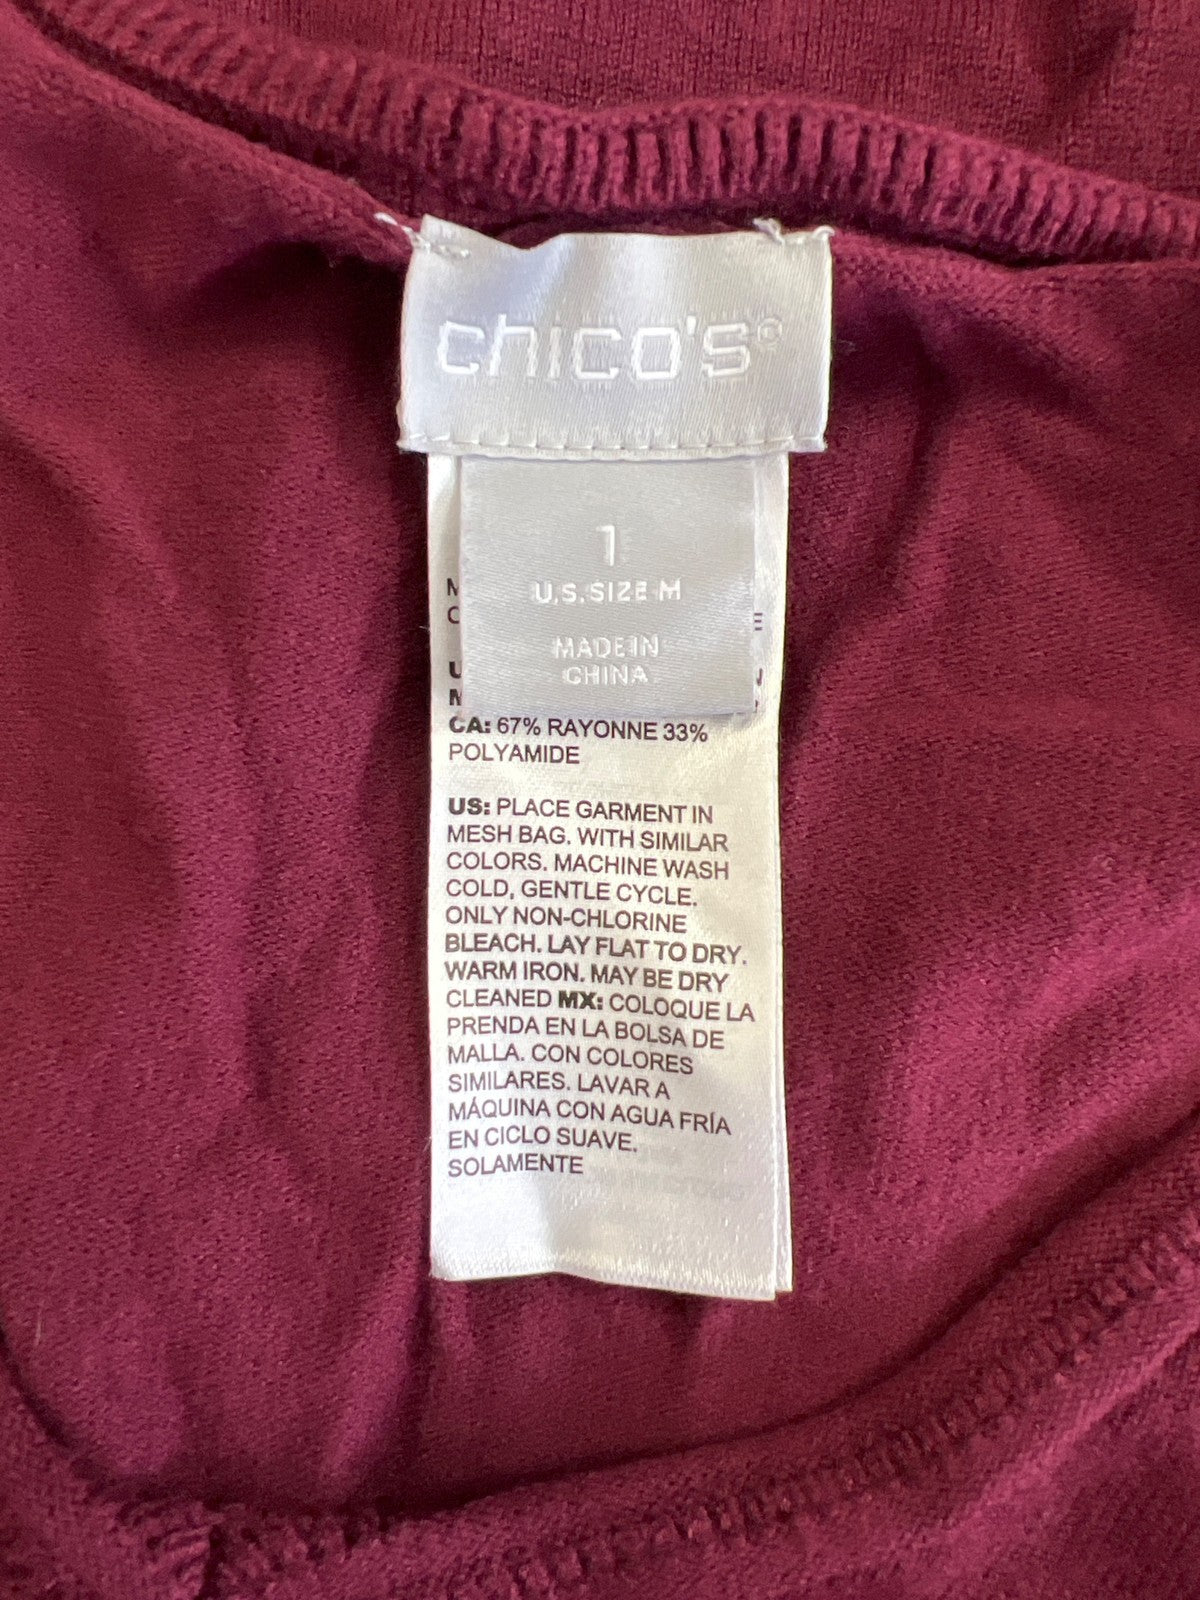 chico's®
1
U.S. SIZE M
MADE IN
CHINA
CA: 67% RAYONNE 33%
POLYAMIDE
US: PLACE GARMENT IN
MESH BAG. WITH SIMILAR
COLORS. MACHINE WASH
COLD, GENTLE CYCLE.
ONLY NON-CHLORINE
BLEACH. LAY FLAT TO DRY.
WARM IRON. MAY BE DRY
CLEANED MX: COLOQUE LA
PRENDA EN LA BOLSA DE
MALLA. CON COLORES
SIMILARES. LAVAR A
MÁQUINA CON AGUA FRÍA
EN CICLO SUAVE.
SOLAMENTE